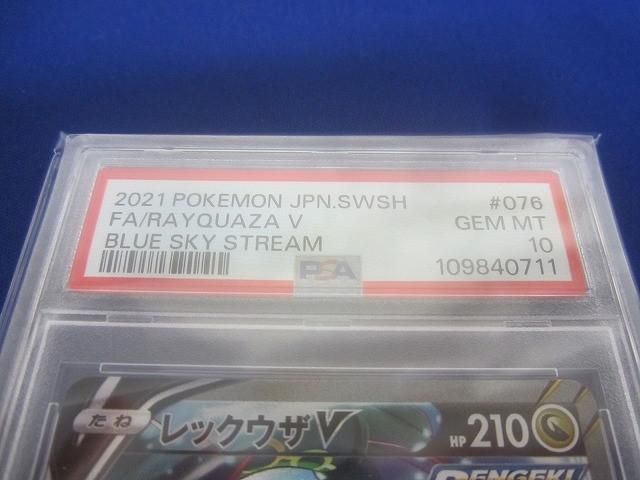 2021 POKEMON JPN.SWSH #076
FA/RAYQUAZA V GEM MT
BLUE SKY STREAM 10
PSA 109840711
たね レックウザV HP 210
RENGEKI